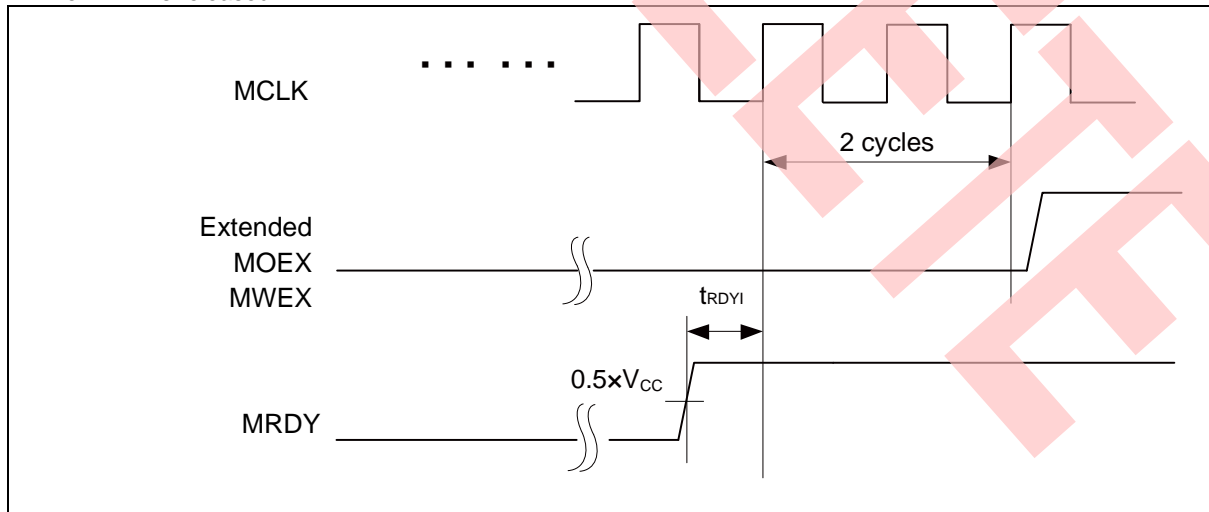 ... ...
MCLK
2 cycles
Extended
MOEX
MWEX
tRDYI
0.5×VCC
MRDY